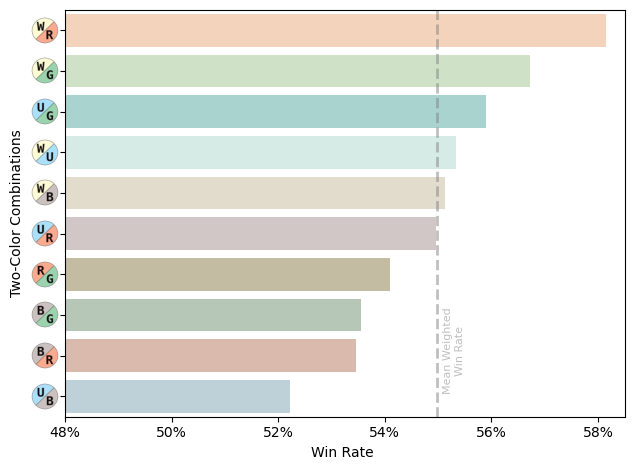 Two-Color Combinations
W R
W G
U G
W U
W B
U R
R G
B G
B R
U B
Mean Weighted
Win Rate
48% 50% 52% 54% 56% 58%
Win Rate